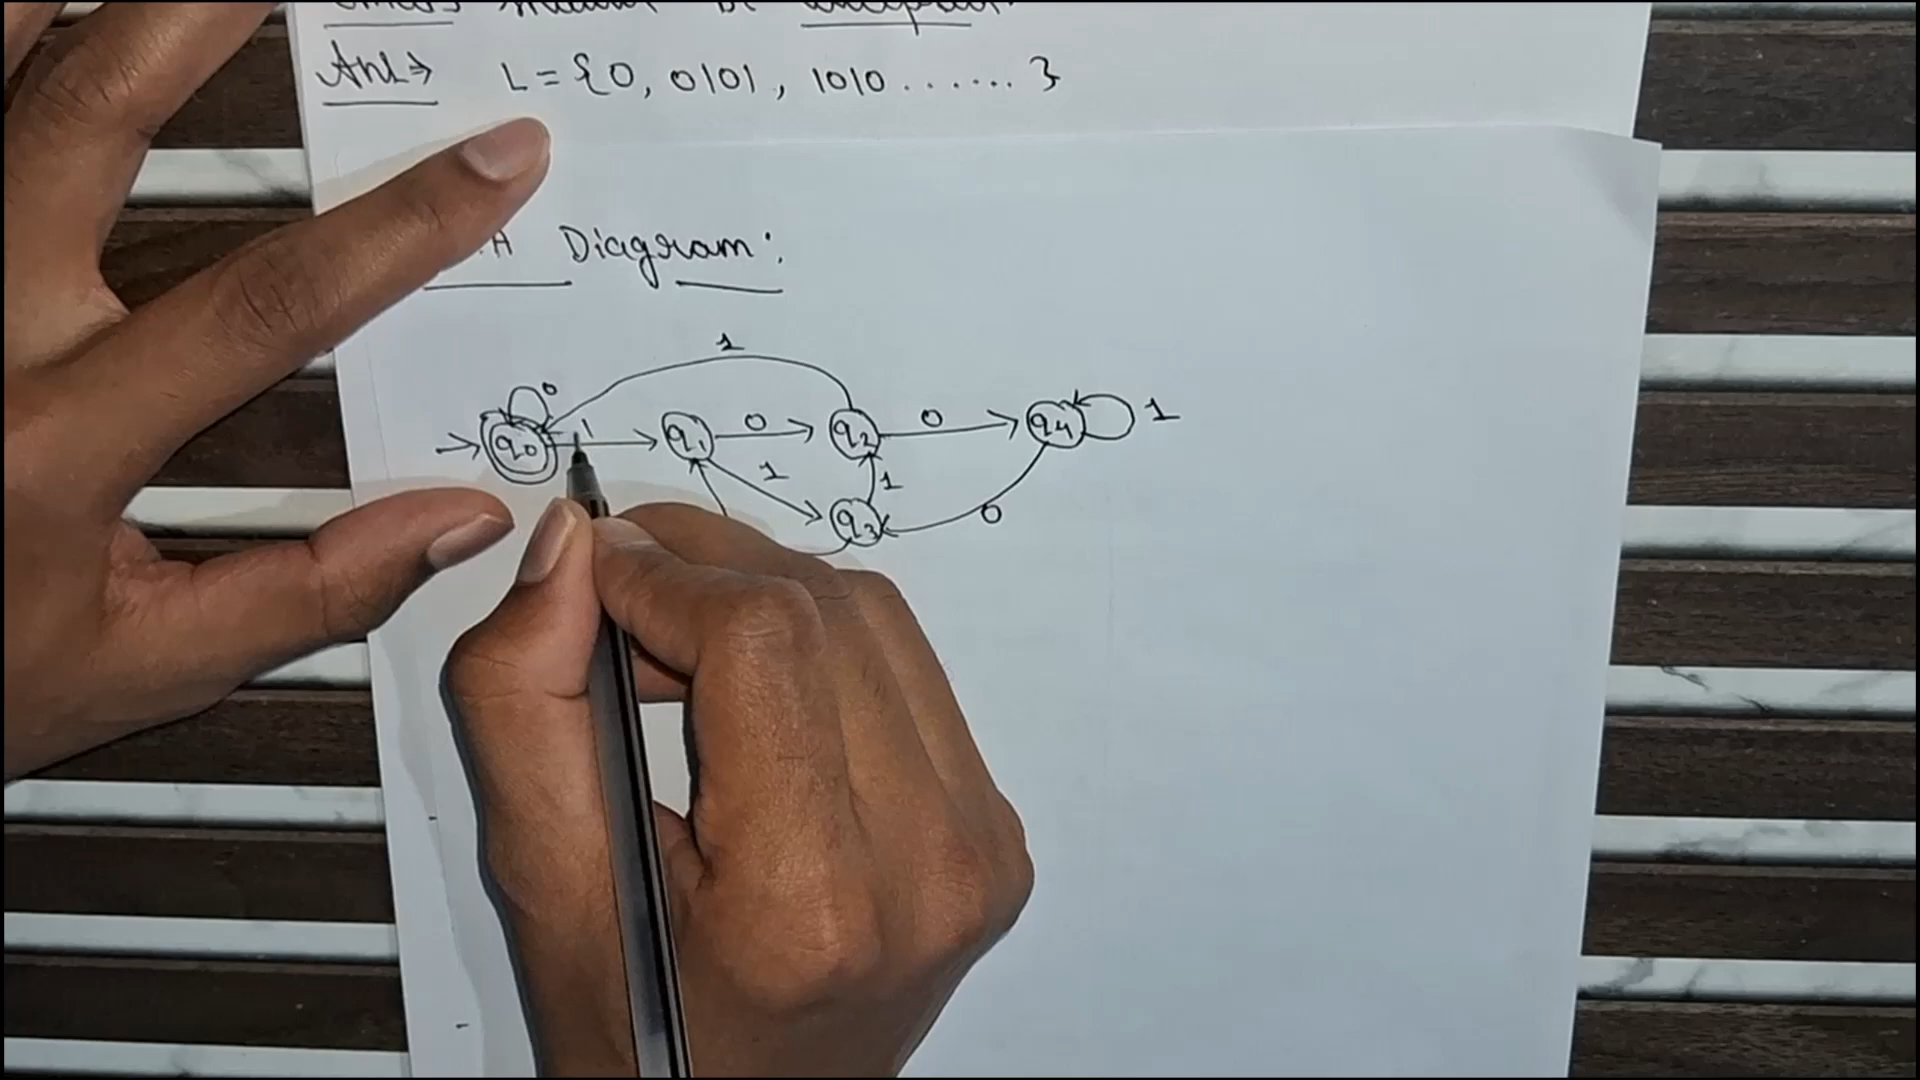 Ans→ L = {0, 0101, 1010 ...... }
A Diagram:
1
0
1
q0 q1 0 q2 0 q4 1
1 1
q3 0